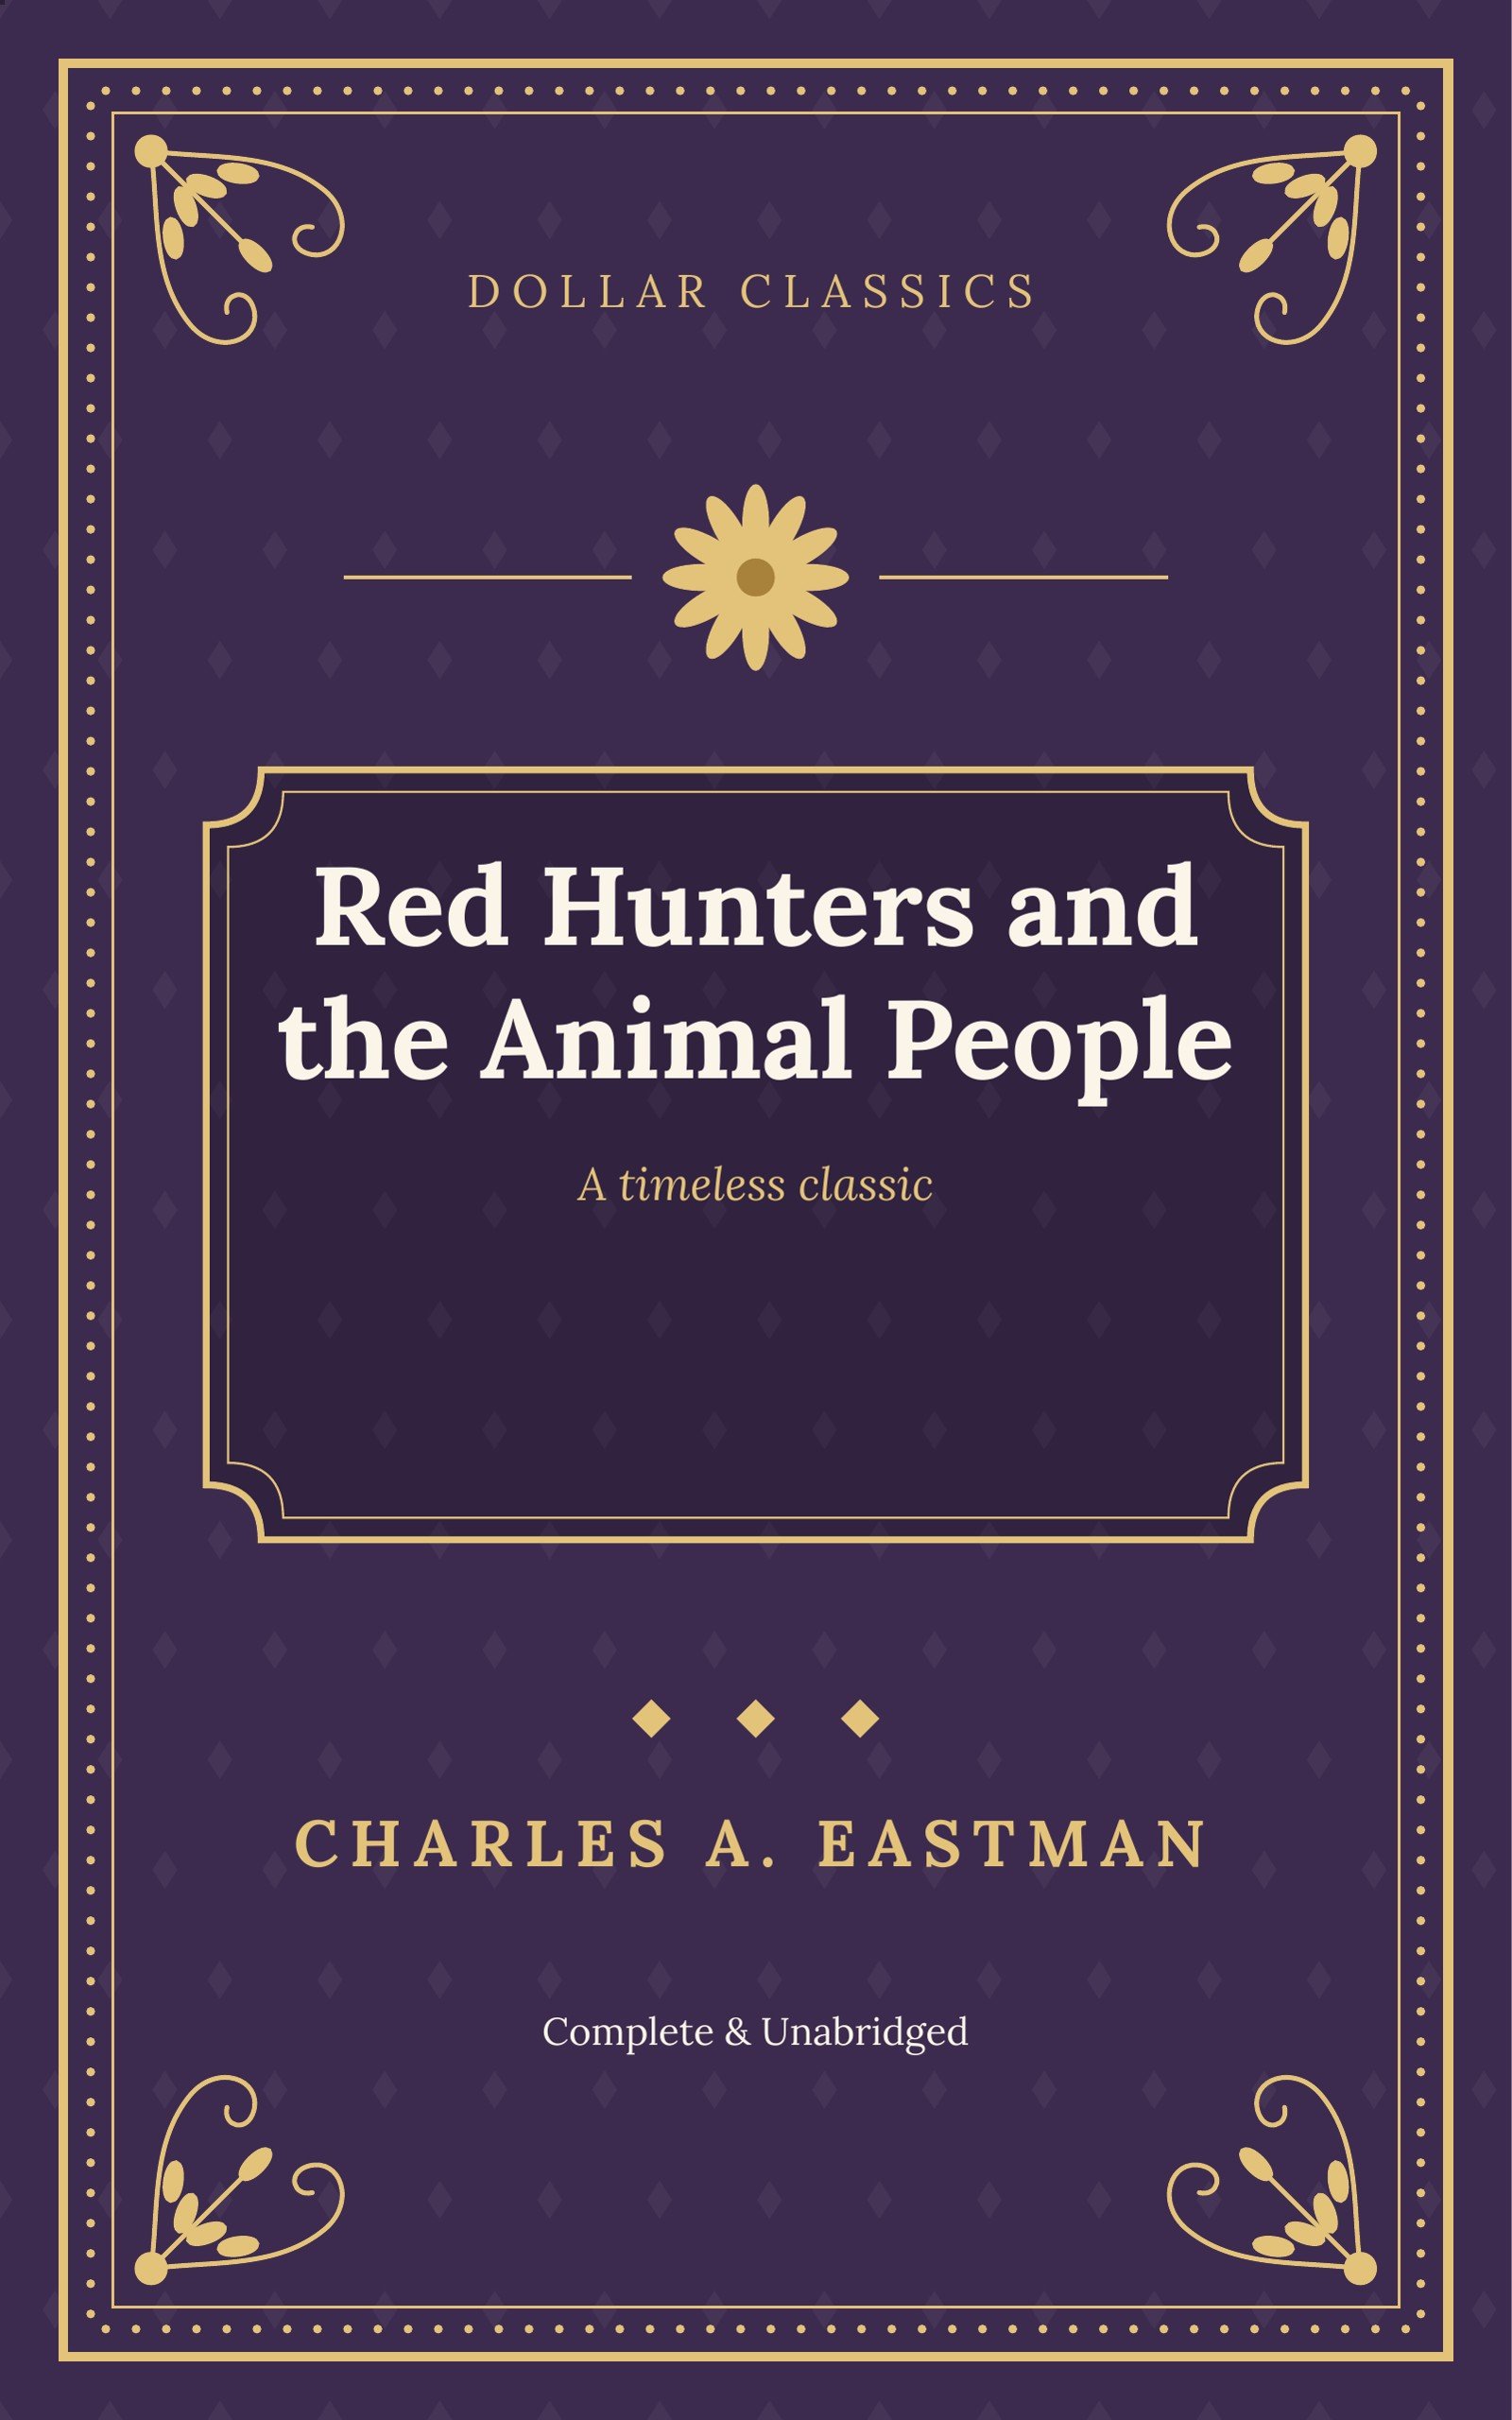 DOLLAR CLASSICS
Red Hunters and
the Animal People
A timeless classic
CHARLES A. EASTMAN
Complete & Unabridged